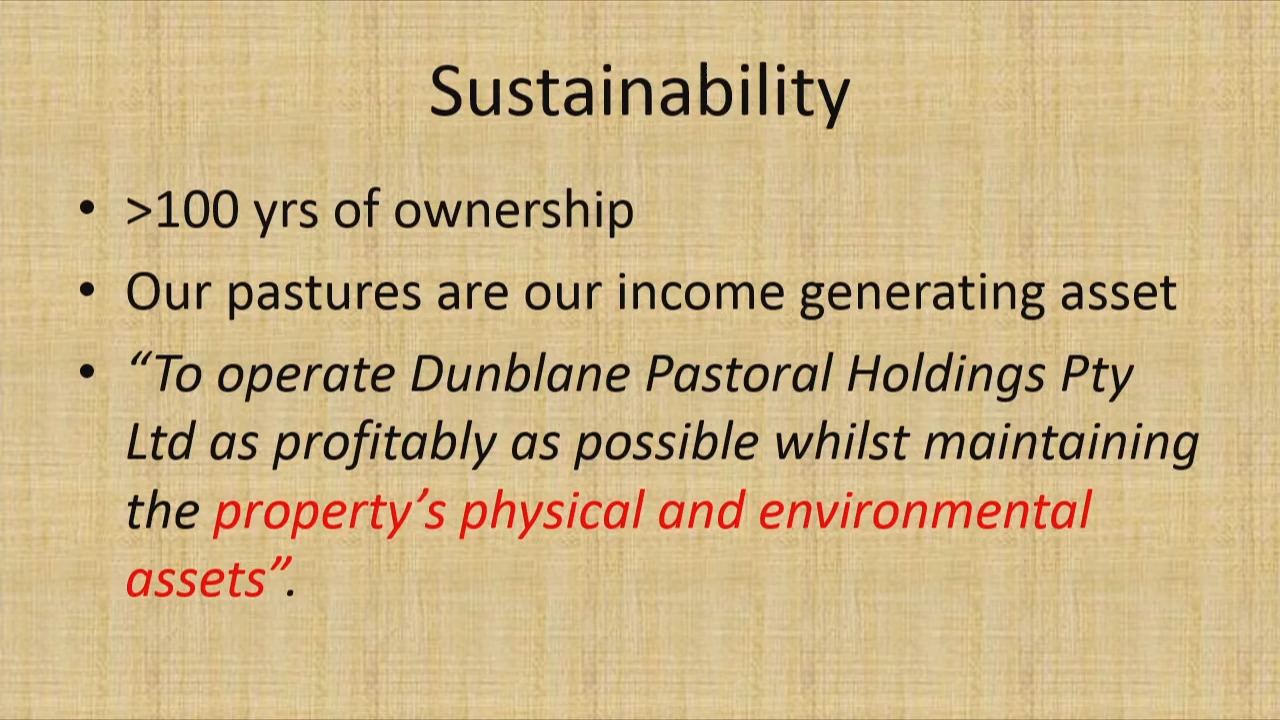 Sustainability
• >100 yrs of ownership
• Our pastures are our income generating asset
• “To operate Dunblane Pastoral Holdings Pty
Ltd as profitably as possible whilst maintaining
the property’s physical and environmental
assets”.